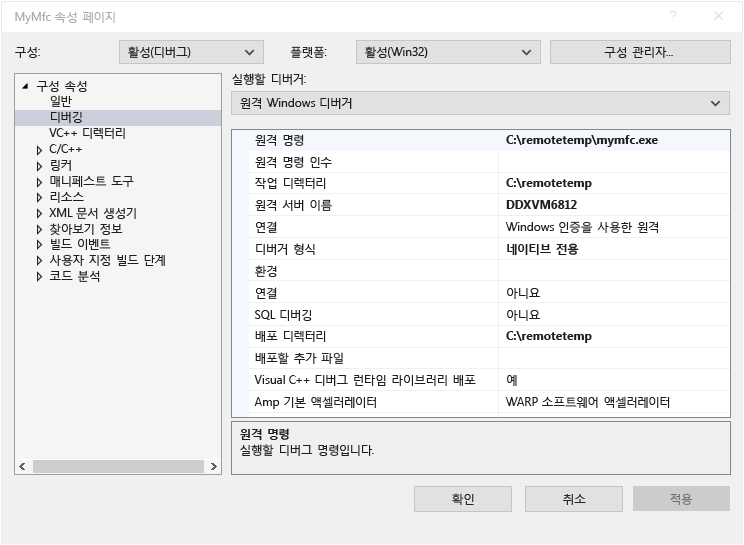 MyMfc 속성 페이지
구성: 활성(디버그) 플랫폼: 활성(Win32) 구성 관리자...
구성 속성
일반
디버깅
VC++ 디렉터리
C/C++
링커
매니페스트 도구
리소스
XML 문서 생성기
찾아보기 정보
빌드 이벤트
사용자 지정 빌드 단계
코드 분석
실행할 디버거:
원격 Windows 디버거
원격 명령 C:\remotetemp\mymfc.exe
원격 명령 인수
작업 디렉터리 C:\remotetemp
원격 서버 이름 DDXVM6812
연결 Windows 인증을 사용한 원격
디버거 형식 네이티브 전용
환경
연결 아니요
SQL 디버깅 아니요
배포 디렉터리 C:\remotetemp
배포할 추가 파일
Visual C++ 디버그 런타임 라이브러리 배포 예
Amp 기본 액셀러레이터 WARP 소프트웨어 액셀러레이터
원격 명령
실행할 디버그 명령입니다.
확인 취소 적용